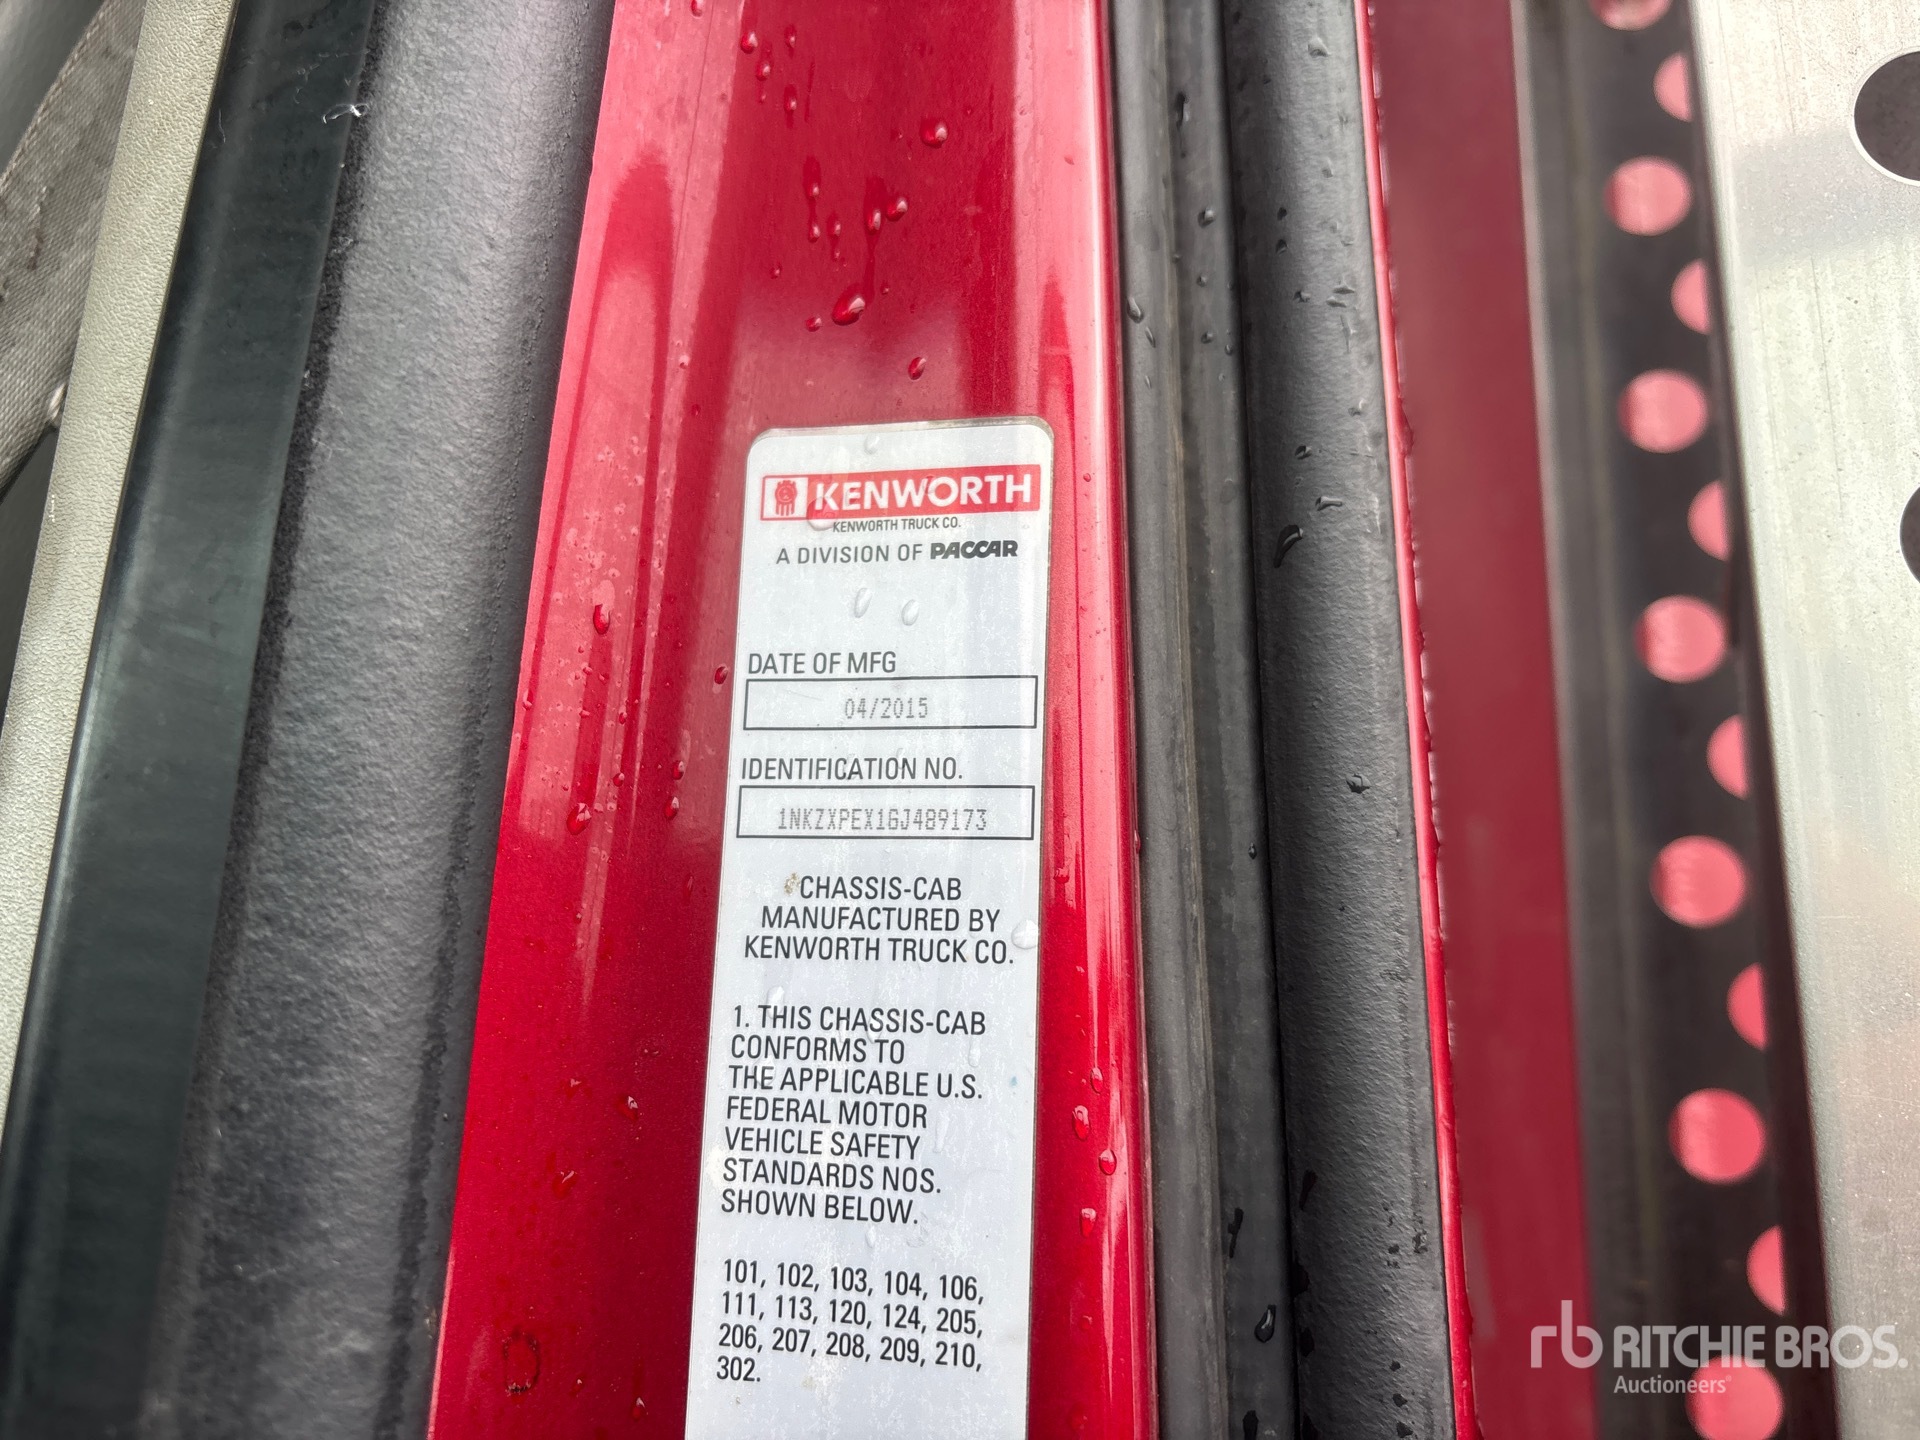 KENWORTH
KENWORTH TRUCK CO.
A DIVISION OF PACCAR
DATE OF MFG
04/2015
IDENTIFICATION NO.
1NKZXPEX1GJ489173
CHASSIS-CAB
MANUFACTURED BY
KENWORTH TRUCK CO.
1. THIS CHASSIS-CAB
CONFORMS TO
THE APPLICABLE U.S.
FEDERAL MOTOR
VEHICLE SAFETY
STANDARDS NOS.
SHOWN BELOW.
101, 102, 103, 104, 106,
111, 113, 120, 124, 205,
206, 207, 208, 209, 210,
302.
rb RITCHIE BROS.
Auctioneers